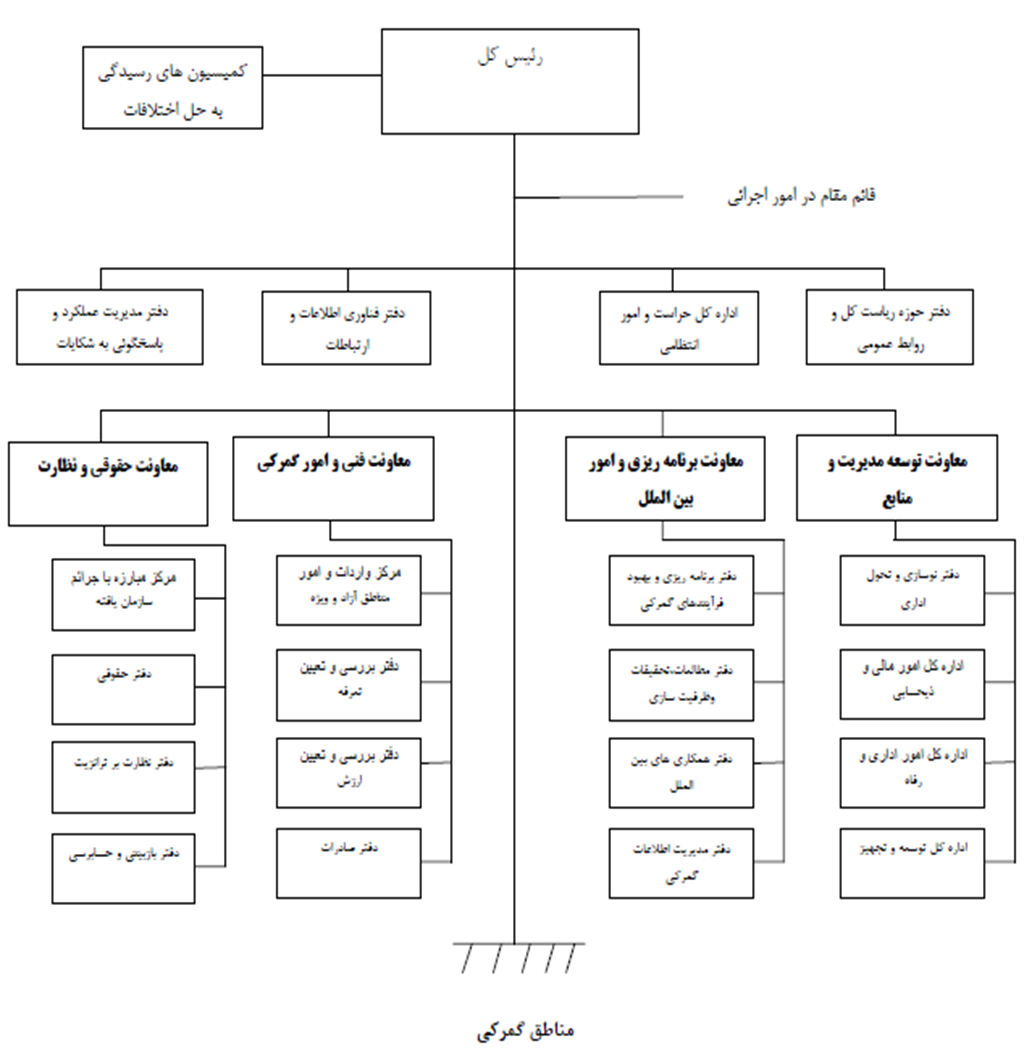 رئیس کل
کمیسیون های رسیدگی
به حل اختلافات
قائم مقام در امور اجرائی
دفتر حوزه ریاست کل و
روابط عمومی
اداره کل حراست و امور
انتظامی
دفتر فناوری اطلاعات و
ارتباطات
دفتر مدیریت عملکرد و
پاسخگوئی به شکایات
معاونت توسعه مدیریت و
منابع
معاونت برنامه ریزی و امور
بین الملل
معاونت فنی و امور گمرکی
معاونت حقوقی و نظارت
دفتر نوسازی و تحول
اداری
اداره کل امور مالی و
ذیحسابی
اداره کل امور اداری و
رفاه
اداره کل توسعه و تجهیز
دفتر برنامه ریزی و بهبود
فرآیندهای گمرکی
دفتر مطالعات،تحقیقات
وظرفیت سازی
دفتر همکاری های بین
الملل
دفتر مدیریت اطلاعات
گمرکی
مرکز واردات و امور
مناطق آزاد و ویژه
دفتر بررسی و تعیین
تعرفه
دفتر بررسی و تعیین
ارزش
دفتر صادرات
مرکز مبارزه با جرائم
سازمان یافته
دفتر حقوقی
دفتر نظارت بر ترانزیت
دفتر بازبینی و حسابرسی
مناطق گمرکی